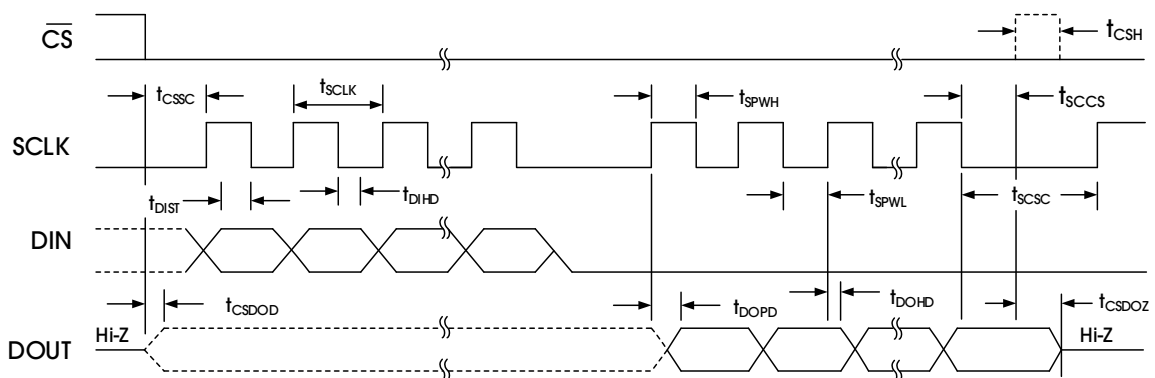 CS
tCSH
tCSSC
tSCLK
tSPWH
tSCCS
SCLK
tDIST
tDIHD
tSPWL
tSCSC
DIN
tCSDOD
tDOPD
tDOHD
tCSDOZ
Hi-Z
Hi-Z
DOUT